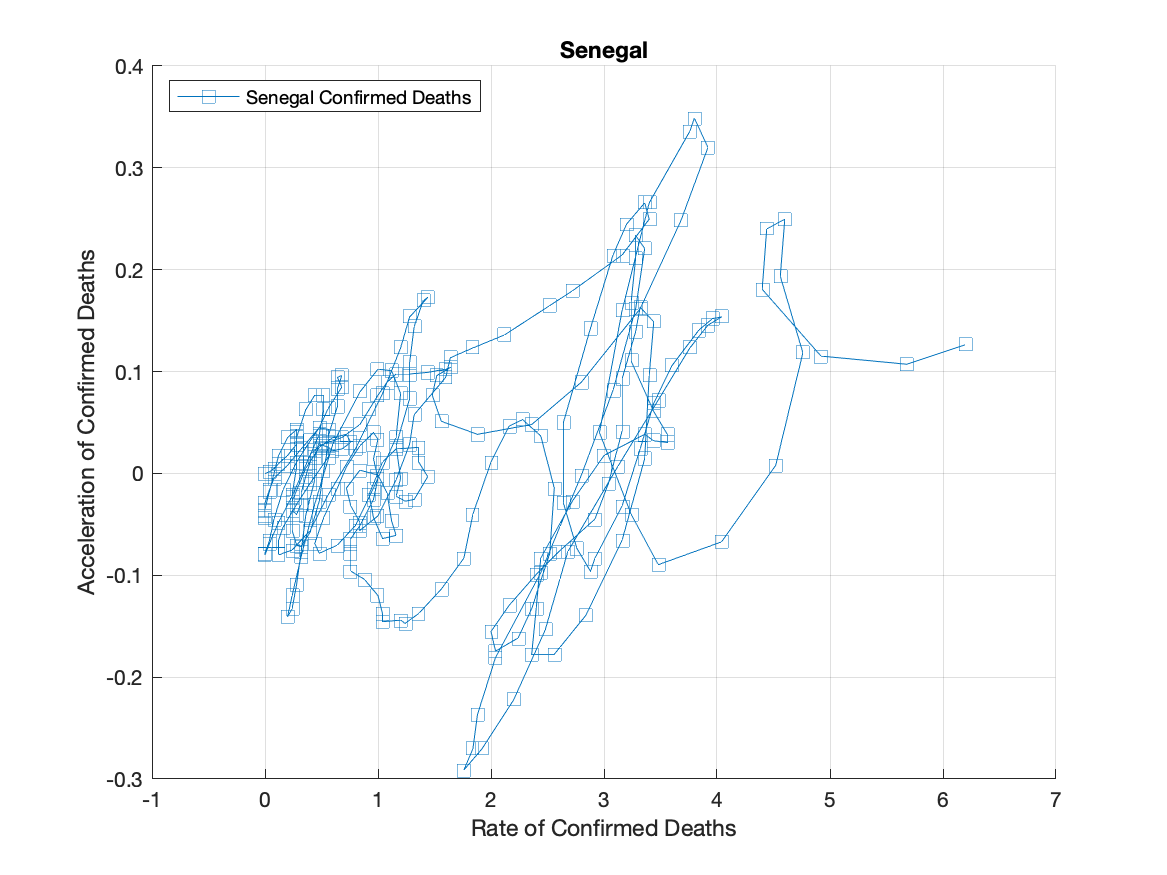 Senegal
Senegal Confirmed Deaths
0.4
0.3
0.2
0.1
0
-0.1
-0.2
-0.3
-1 0 1 2 3 4 5 6 7
Acceleration of Confirmed Deaths
Rate of Confirmed Deaths